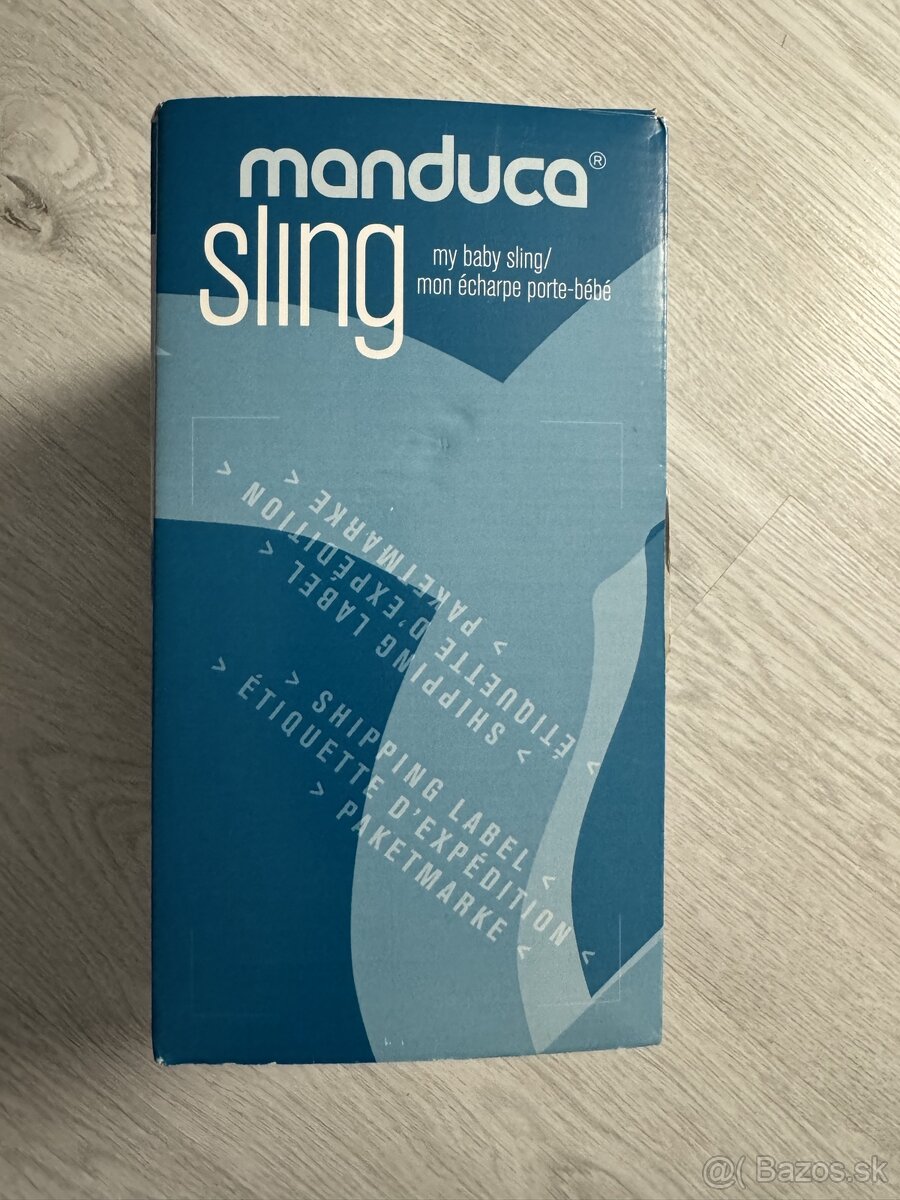 manduca®
sling
my baby sling/
mon écharpe porte-bébé
> PAKETMARKE <
> ÉTIQUETTE D'EXPÉDITION <
> SHIPPING LABEL <
> SHIPPING LABEL <
> ÉTIQUETTE D'EXPÉDITION <
> PAKETMARKE <
@( Bazos.sk